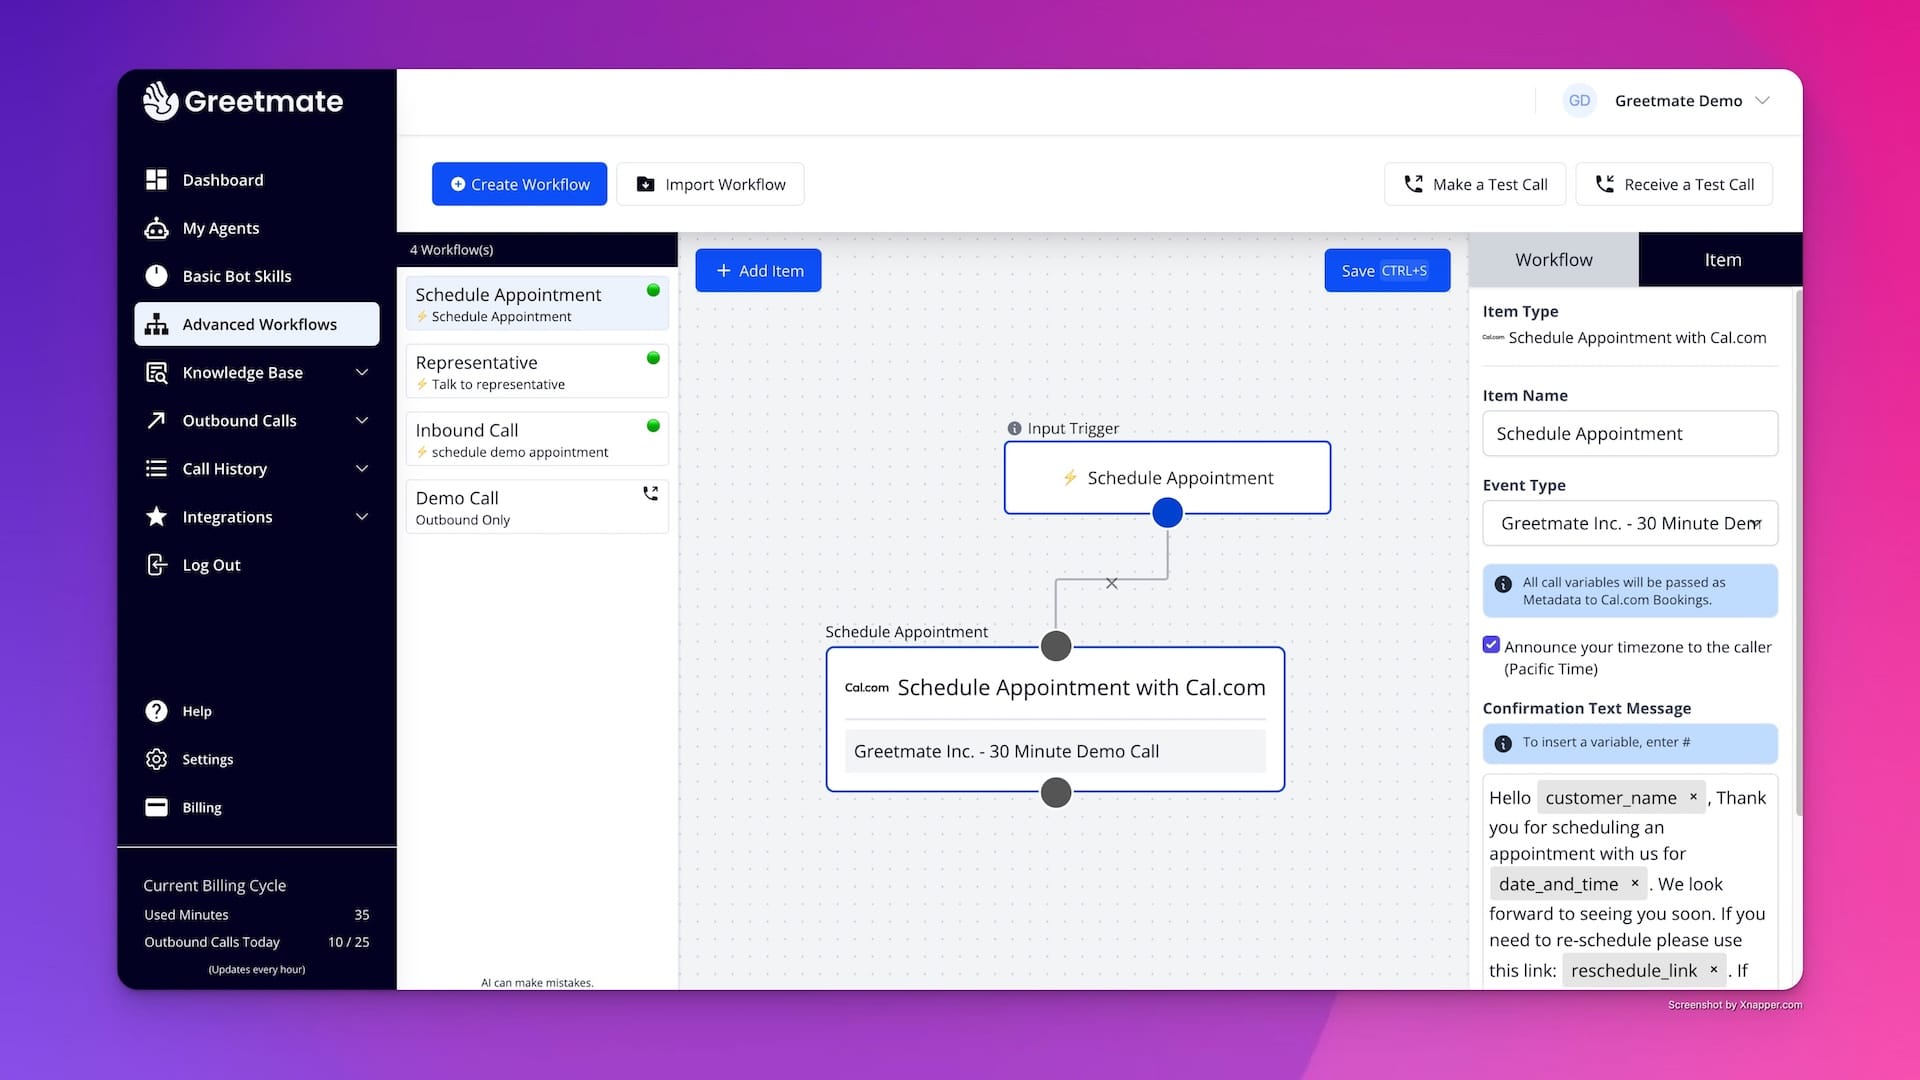 Greetmate
Dashboard
My Agents
Basic Bot Skills
Advanced Workflows
Knowledge Base
Outbound Calls
Call History
Integrations
Log Out
Help
Settings
Billing
Current Billing Cycle
Used Minutes 35
Outbound Calls Today 10 / 25
(Updates every hour)
GD Greetmate Demo
Create Workflow
Import Workflow
Make a Test Call
Receive a Test Call
4 Workflow(s)
Schedule Appointment
Schedule Appointment
Representative
Talk to representative
Inbound Call
schedule demo appointment
Demo Call
Outbound Only
AI can make mistakes.
+ Add Item
Save CTRL+S
Input Trigger
Schedule Appointment
Schedule Appointment
Cal.com Schedule Appointment with Cal.com
Greetmate Inc. - 30 Minute Demo Call
Workflow
Item
Item Type
Cal.com Schedule Appointment with Cal.com
Item Name
Schedule Appointment
Event Type
Greetmate Inc. - 30 Minute Dem
All call variables will be passed as
Metadata to Cal.com Bookings.
Announce your timezone to the caller
(Pacific Time)
Confirmation Text Message
To insert a variable, enter #
Hello customer_name × , Thank
you for scheduling an
appointment with us for
date_and_time × . We look
forward to seeing you soon. If you
need to re-schedule please use
this link: reschedule_link × . If
Screenshot by Xnapper.com